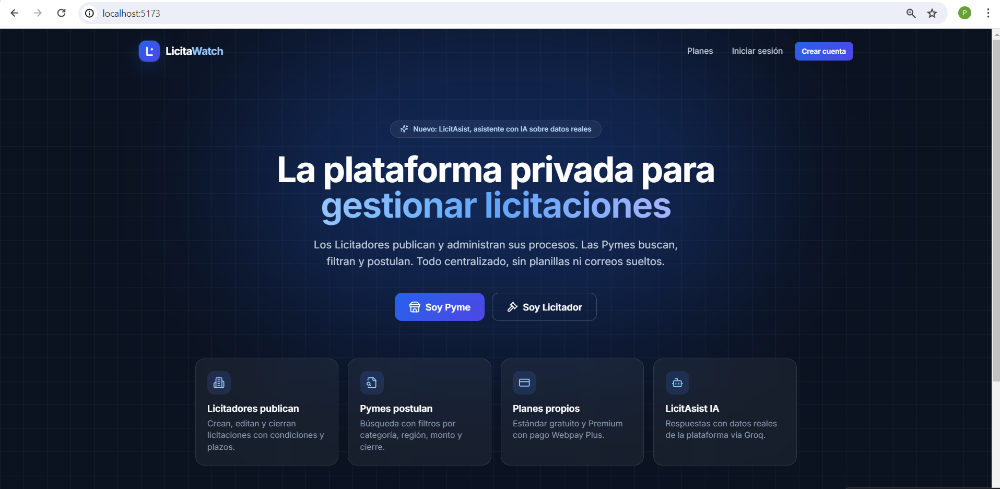 localhost:5173
P
L
LicitaWatch
Planes
Iniciar sesión
Crear cuenta
Nuevo: LicitAsist, asistente con IA sobre datos reales
La plataforma privada para
gestionar licitaciones
Los Licitadores publican y administran sus procesos. Las Pymes buscan,
filtran y postulan. Todo centralizado, sin planillas ni correos sueltos.
Soy Pyme
Soy Licitador
Licitadores publican
Crean, editan y cierran
licitaciones con condiciones y
plazos.
Pymes postulan
Búsqueda con filtros por
categoría, región, monto y
cierre.
Planes propios
Estándar gratuito y Premium
con pago Webpay Plus.
LicitAsist IA
Respuestas con datos reales
de la plataforma vía Groq.